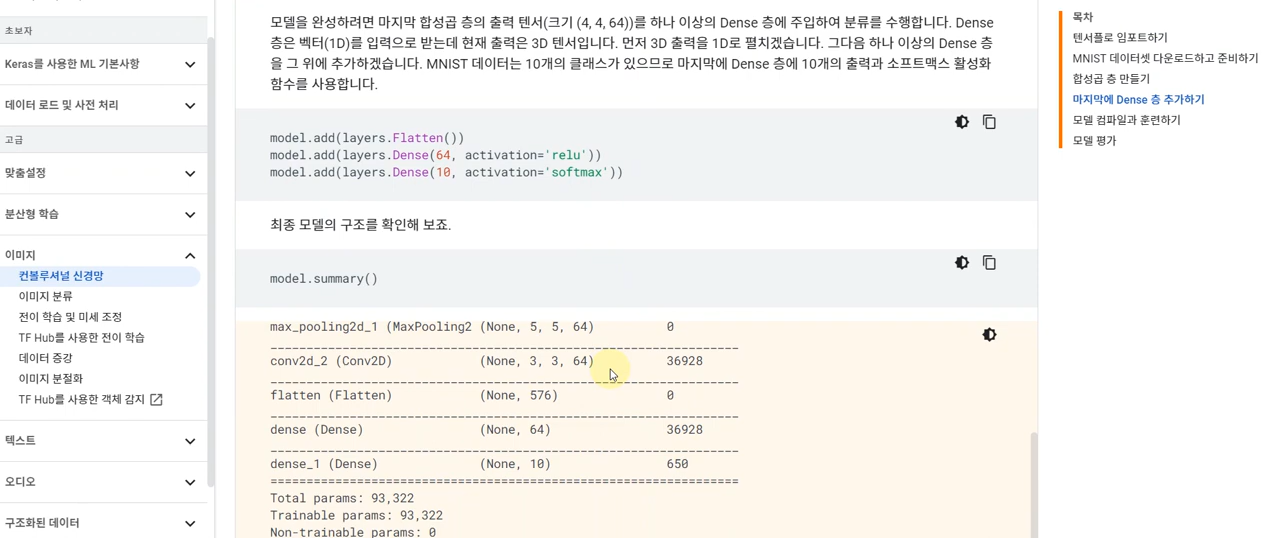 초보자
Keras를 사용한 ML 기본사항
데이터 로드 및 사전 처리
고급
맞춤설정
분산형 학습
이미지
컨볼루셔널 신경망
이미지 분류
전이 학습 및 미세 조정
TF Hub를 사용한 전이 학습
데이터 증강
이미지 분절화
TF Hub를 사용한 객체 감지
텍스트
오디오
구조화된 데이터
모델을 완성하려면 마지막 합성곱 층의 출력 텐서(크기 (4, 4, 64))를 하나 이상의 Dense 층에 주입하여 분류를 수행합니다. Dense
층은 벡터(1D)를 입력으로 받는데 현재 출력은 3D 텐서입니다. 먼저 3D 출력을 1D로 펼치겠습니다. 그다음 하나 이상의 Dense 층
을 그 위에 추가하겠습니다. MNIST 데이터는 10개의 클래스가 있으므로 마지막에 Dense 층에 10개의 출력과 소프트맥스 활성화
함수를 사용합니다.
model.add(layers.Flatten())
model.add(layers.Dense(64, activation='relu'))
model.add(layers.Dense(10, activation='softmax'))
최종 모델의 구조를 확인해 보죠.
model.summary()
max_pooling2d_1 (MaxPooling2 (None, 5, 5, 64) 0
_________________________________________________________________
conv2d_2 (Conv2D) (None, 3, 3, 64) 36928
_________________________________________________________________
flatten (Flatten) (None, 576) 0
_________________________________________________________________
dense (Dense) (None, 64) 36928
_________________________________________________________________
dense_1 (Dense) (None, 10) 650
=================================================================
Total params: 93,322
Trainable params: 93,322
Non-trainable params: 0
목차
텐서플로 임포트하기
MNIST 데이터셋 다운로드하고 준비하기
합성곱 층 만들기
마지막에 Dense 층 추가하기
모델 컴파일과 훈련하기
모델 평가